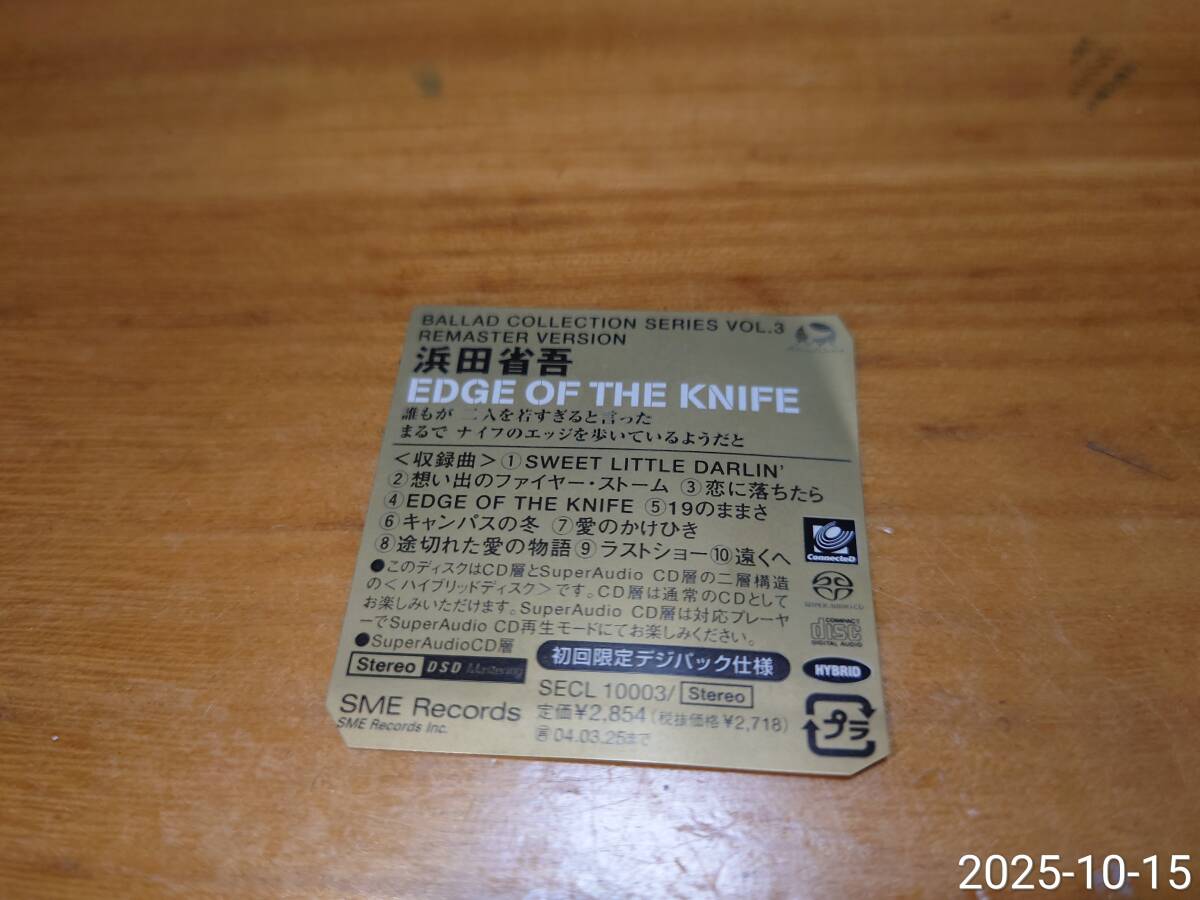 BALLAD COLLECTION SERIES VOL.3
REMASTER VERSION
浜田省吾
EDGE OF THE KNIFE
誰もが 二人を若すぎると言った
まるで ナイフのエッジを歩いているようだと
＜収録曲＞①SWEET LITTLE DARLIN'
②想い出のファイヤー・ストーム ③恋に落ちたら
④EDGE OF THE KNIFE ⑤19のままさ
⑥キャンパスの冬 ⑦愛のかけひき
⑧途切れた愛の物語 ⑨ラストショー ⑩遠くへ
●このディスクはCD層とSuperAudio CD層の二層構造
の＜ハイブリッドディスク＞です。CD層は通常のCDとして
お楽しみいただけます。SuperAudio CD層は対応プレーヤ
ーでSuperAudio CD再生モードにてお楽しみください。
●SuperAudioCD層
Stereo DSD Mastering
初回限定デジパック仕様
SECL 10003/ Stereo
定価¥2,854(税抜価格¥2,718)
04.03.25まで
SME Records
SME Records Inc.
ConnecteD
SUPER AUDIO CD
COMPACT
disc
DIGITAL AUDIO
HYBRID
プラ
2025-10-15